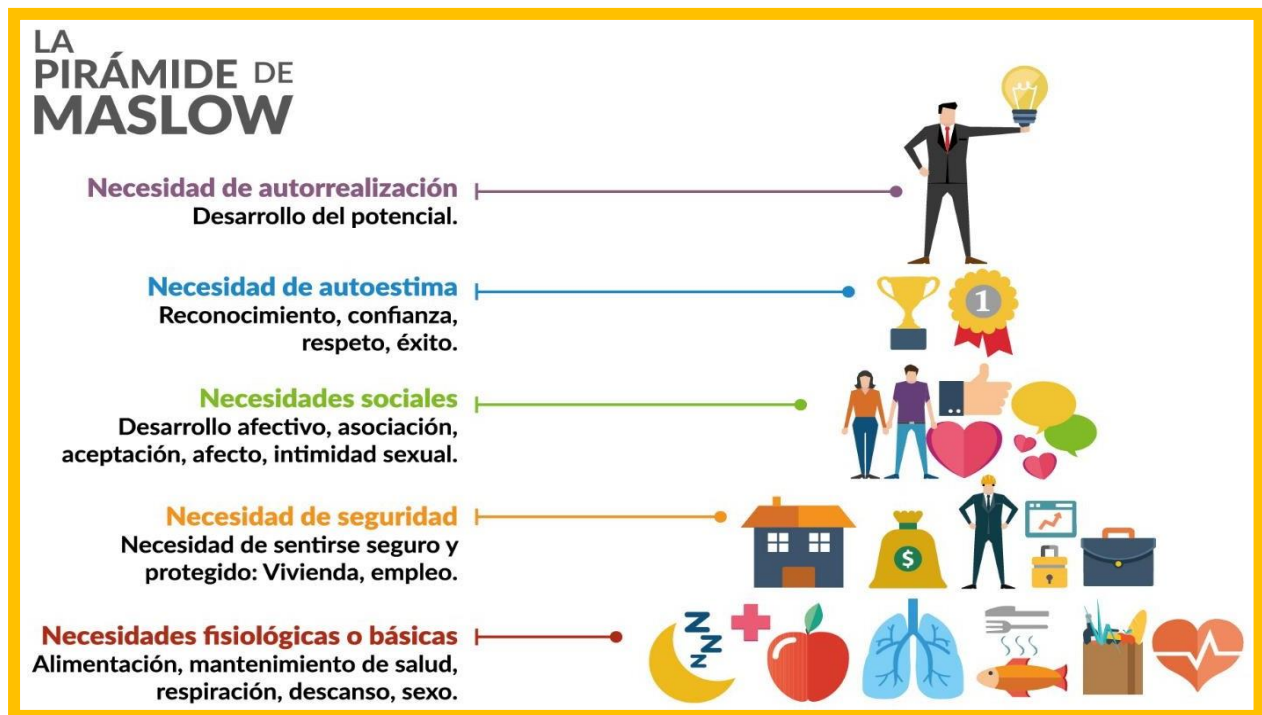 LA
PIRÁMIDE DE
MASLOW
Necesidad de autorrealización
Desarrollo del potencial.
Necesidad de autoestima
Reconocimiento, confianza,
respeto, éxito.
1
Necesidades sociales
Desarrollo afectivo, asociación,
aceptación, afecto, intimidad sexual.
Necesidad de seguridad
Necesidad de sentirse seguro y
protegido: Vivienda, empleo.
$
Necesidades fisiológicas o básicas
Alimentación, mantenimiento de salud,
respiración, descanso, sexo.
ZZZ